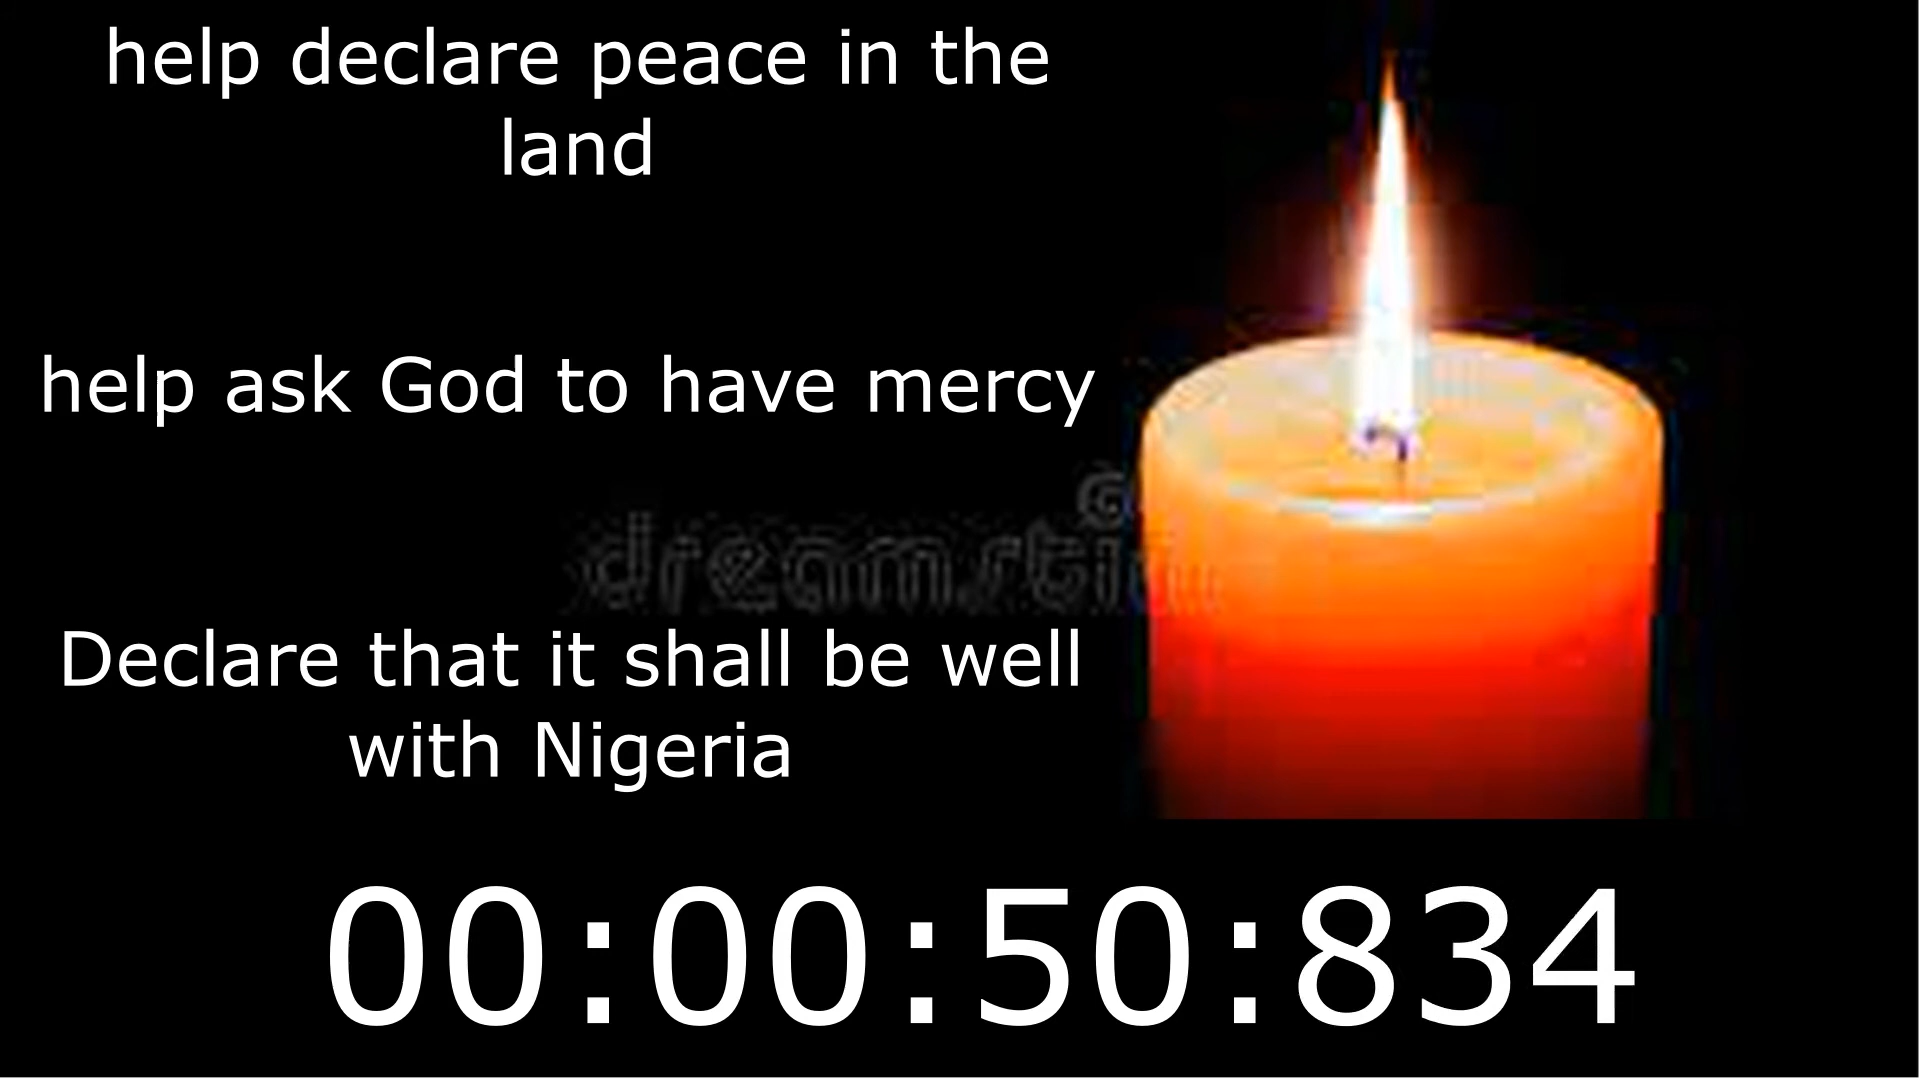 help declare peace in the
land
help ask God to have mercy
Declare that it shall be well
with Nigeria
00:00:50:834